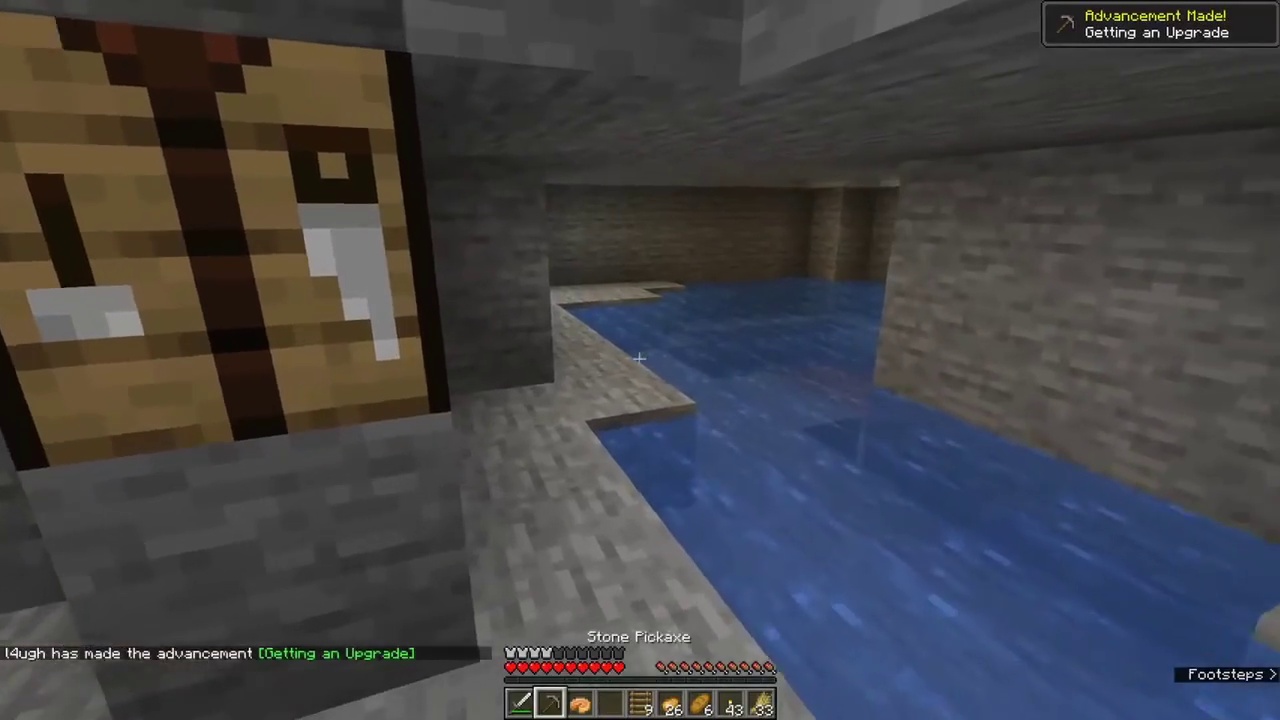 Advancement Made!
Getting an Upgrade
Stone Pickaxe
l4ugh has made the advancement [Getting an Upgrade]
Footsteps >
9 26 6 43 33